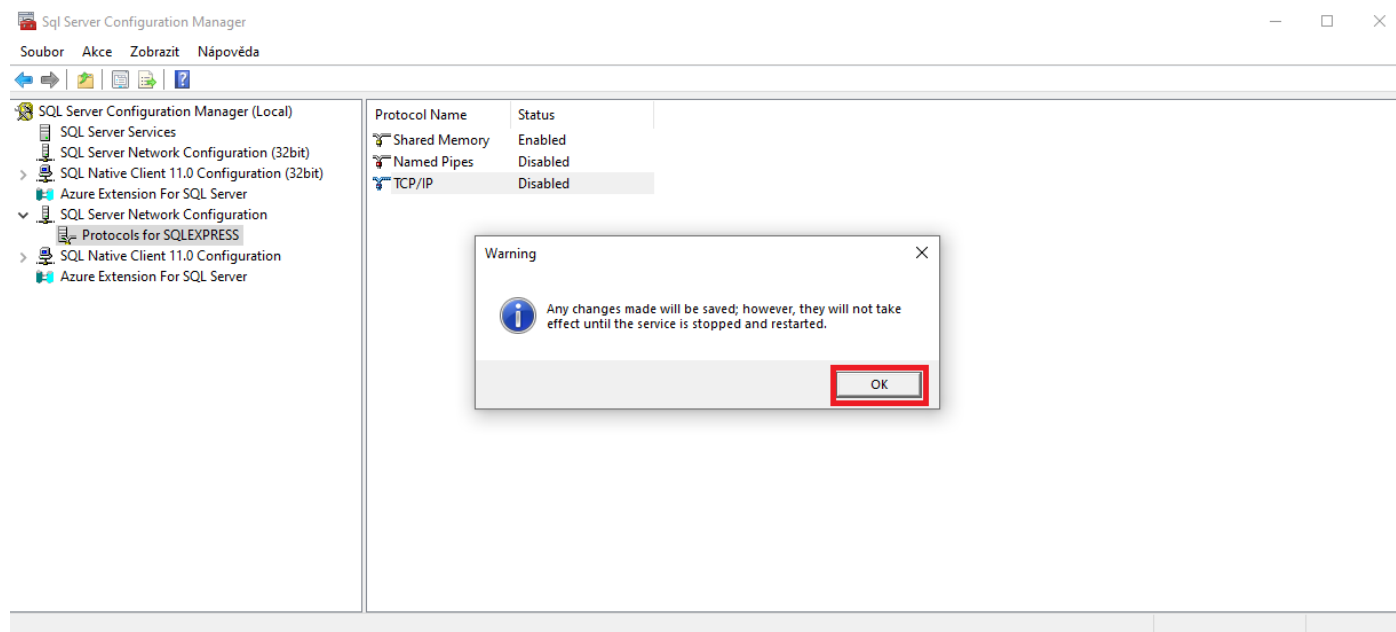 Sql Server Configuration Manager
Soubor Akce Zobrazit Nápověda
SQL Server Configuration Manager (Local)
SQL Server Services
SQL Server Network Configuration (32bit)
SQL Native Client 11.0 Configuration (32bit)
Azure Extension For SQL Server
SQL Server Network Configuration
Protocols for SQLEXPRESS
SQL Native Client 11.0 Configuration
Azure Extension For SQL Server
Protocol Name Status
Shared Memory Enabled
Named Pipes Disabled
TCP/IP Disabled
Warning
Any changes made will be saved; however, they will not take
effect until the service is stopped and restarted.
OK